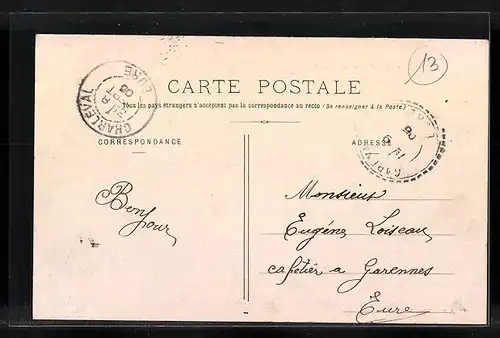 13
CARTE POSTALE
Tous les pays étrangers n'acceptent pas la correspondance au recto (Se renseigner à la Poste)
CHARLEVAL
EURE
CORRESPONDANCE
ADRESSE
Bonjour
Monsieur
Eugéne Loiseau
cafetier a Garennes
Eure